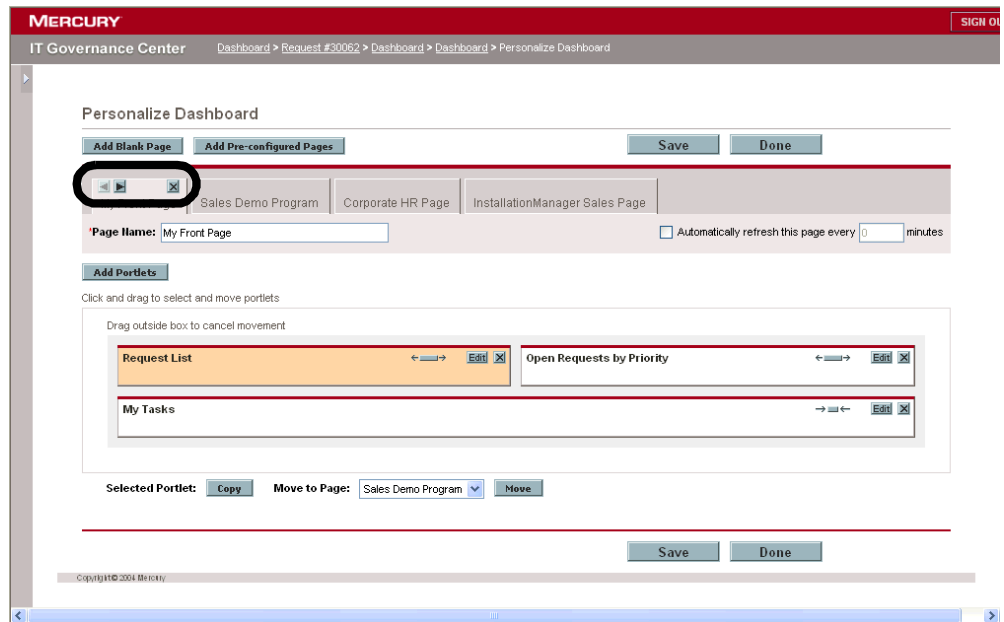 MERCURY
SIGN OU
IT Governance Center Dashboard > Request #30062 > Dashboard > Dashboard > Personalize Dashboard
Personalize Dashboard
Add Blank Page Add Pre-configured Pages Save Done
My Front Page Sales Demo Program Corporate HR Page InstallationManager Sales Page
*Page Name: My Front Page Automatically refresh this page every 0 minutes
Add Portlets
Click and drag to select and move portlets
Drag outside box to cancel movement
Request List Edit Open Requests by Priority Edit
My Tasks Edit
Selected Portlet: Copy Move to Page: Sales Demo Program Move
Save Done
Copyright© 2004 Mercury